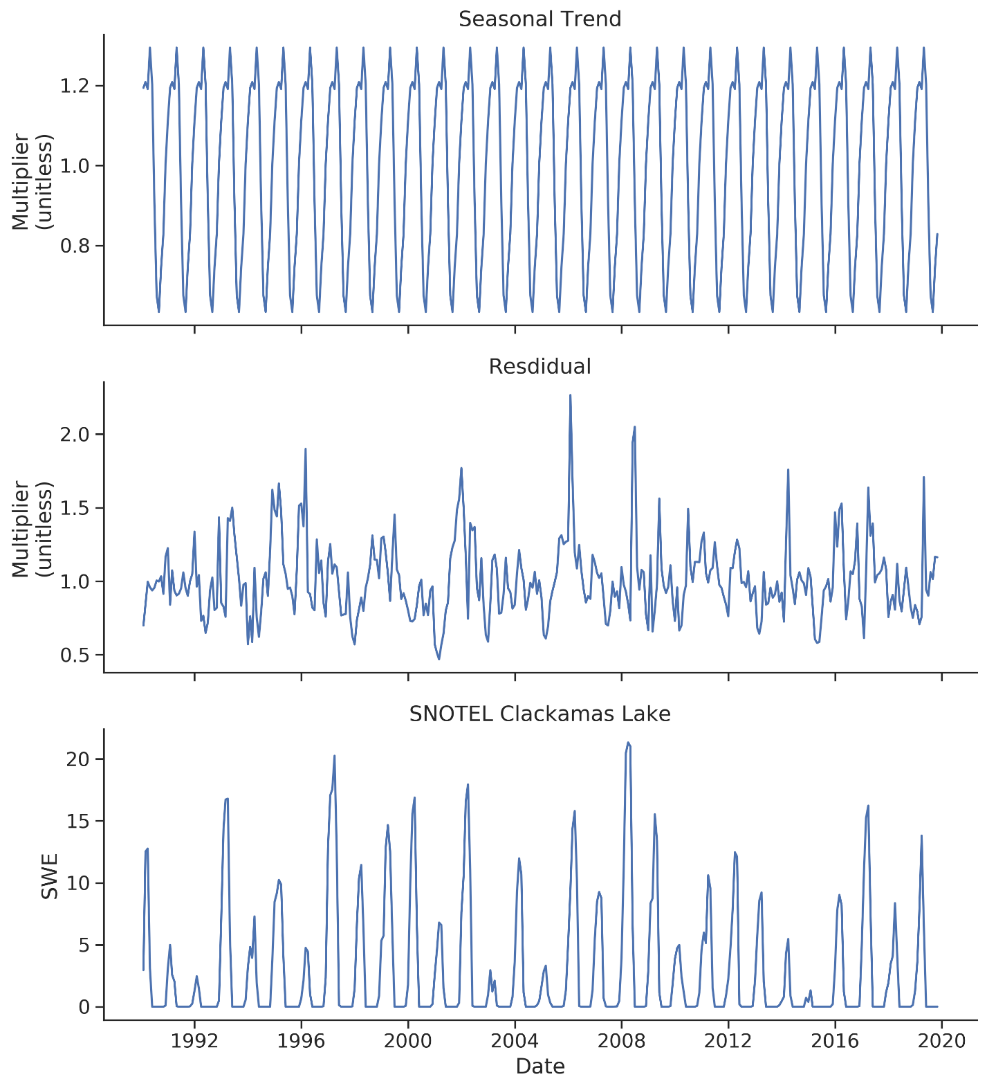 Seasonal Trend
Multiplier
(unitless)
1.2
1.0
0.8
Resdidual
Multiplier
(unitless)
2.0
1.5
1.0
0.5
SNOTEL Clackamas Lake
SWE
20
15
10
5
0
1992 1996 2000 2004 2008 2012 2016 2020
Date